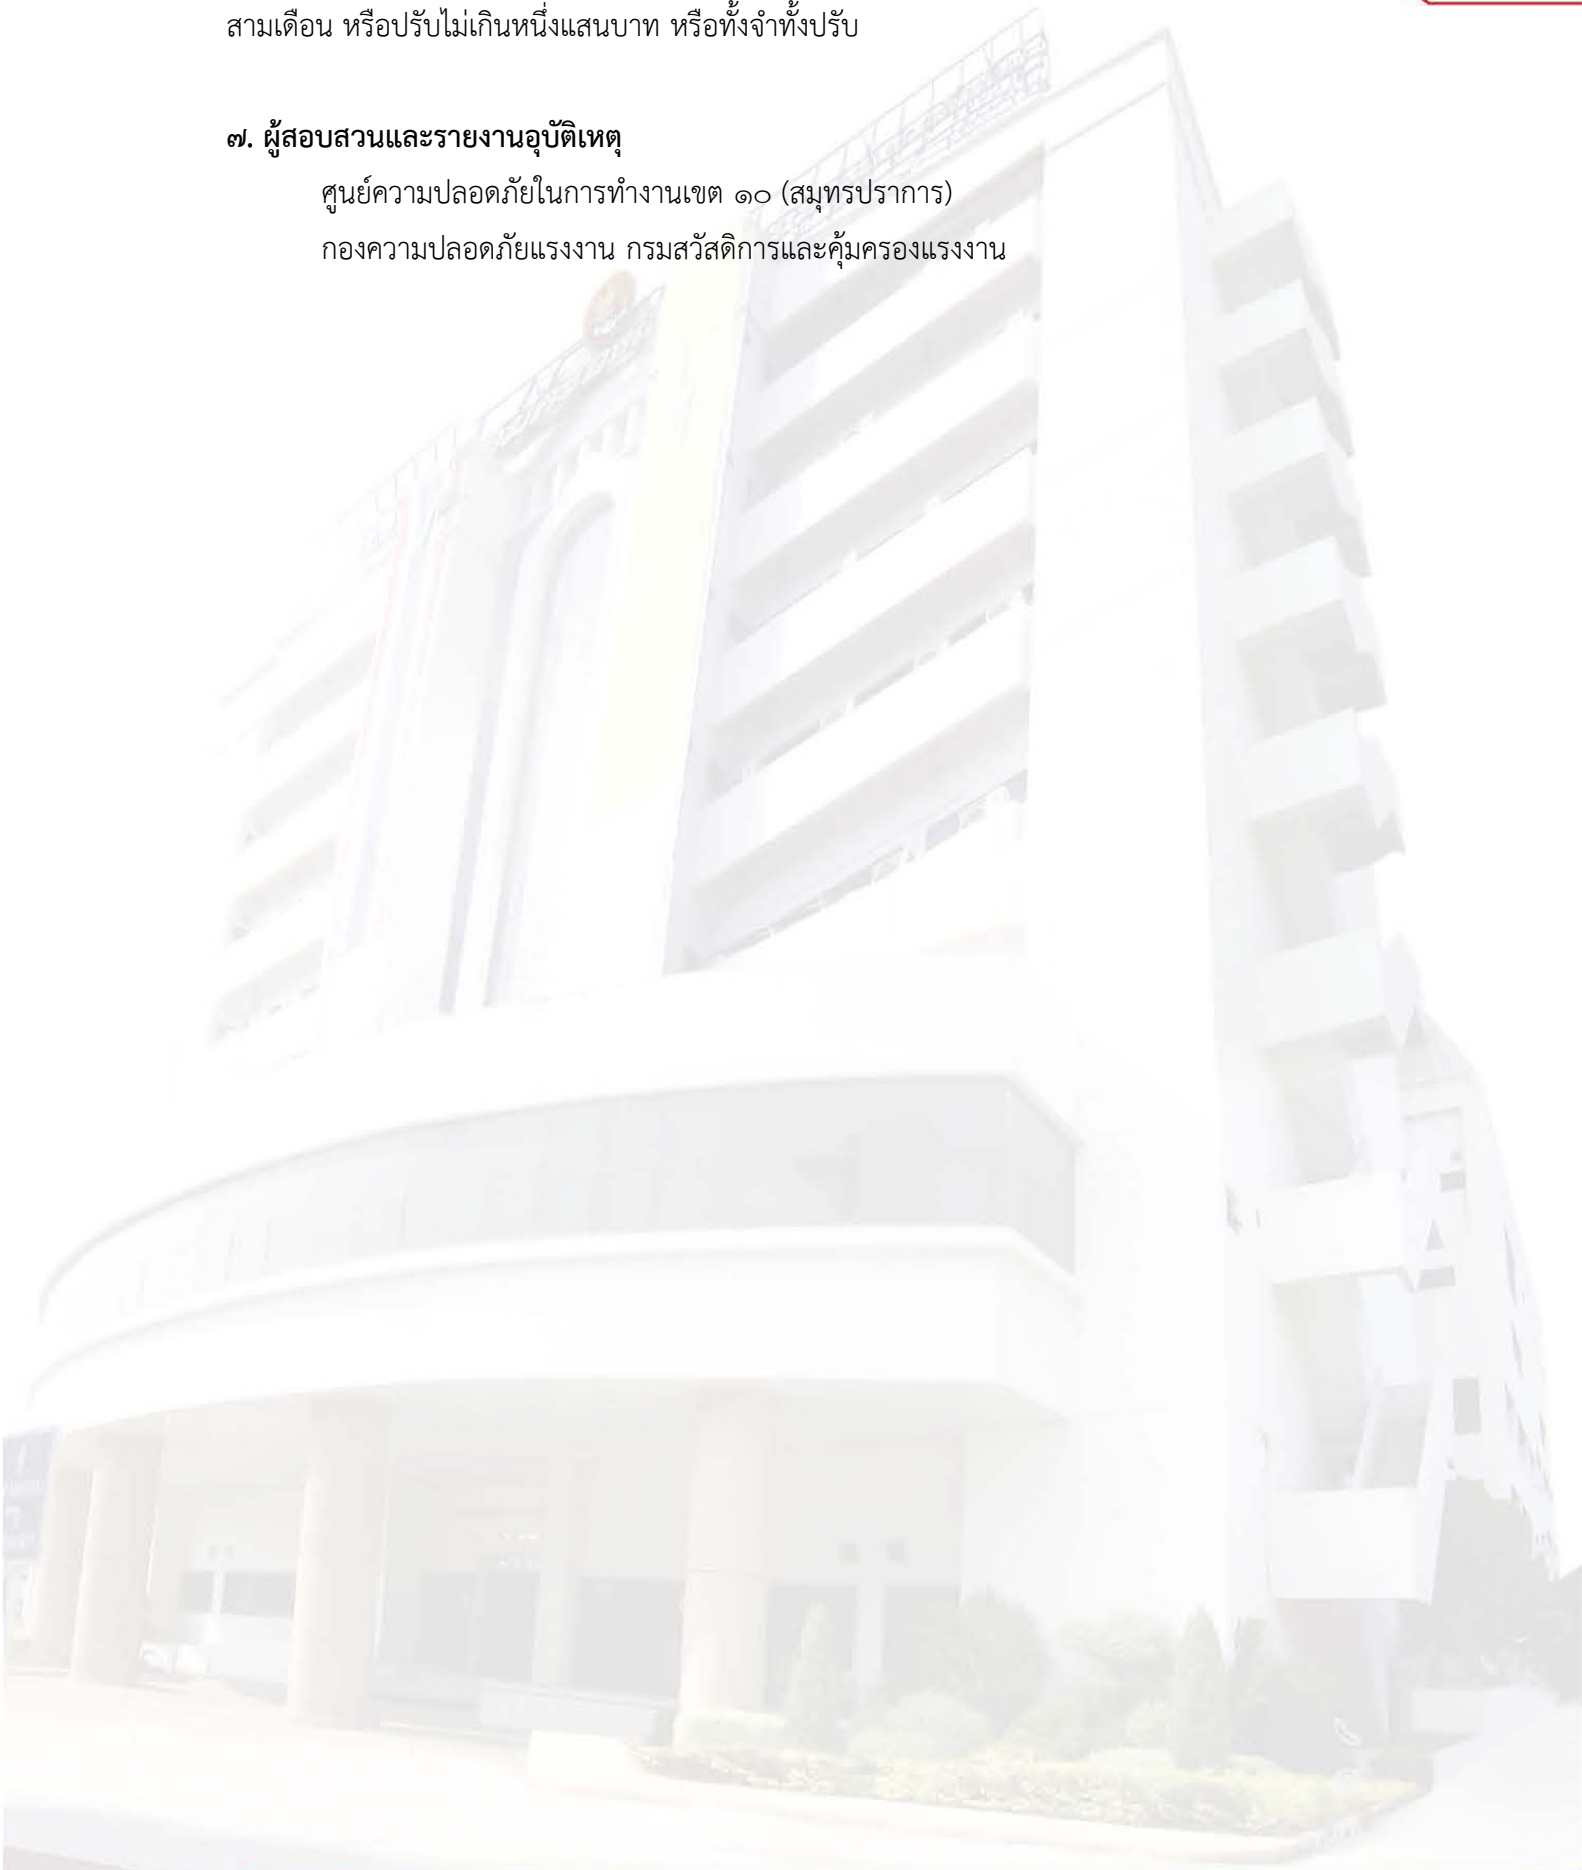 สามเดือน หรือปรับไม่เกินหนึ่งแสนบาท หรือทั้งจำทั้งปรับ
๗. ผู้สอบสวนและรายงานอุบัติเหตุ
ศูนย์ความปลอดภัยในการทำงานเขต ๑๐ (สมุทรปราการ)
กองความปลอดภัยแรงงาน กรมสวัสดิการและคุ้มครองแรงงาน